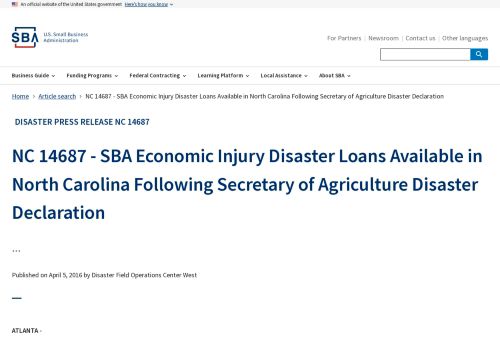 An official website of the United States government Here's how you know
SBA U.S. Small Business
Administration
For Partners Newsroom Contact us Other languages
Business Guide Funding Programs Federal Contracting Learning Platform Local Assistance About SBA
Home > Article search > NC 14687 - SBA Economic Injury Disaster Loans Available in North Carolina Following Secretary of Agriculture Disaster Declaration
DISASTER PRESS RELEASE NC 14687
NC 14687 - SBA Economic Injury Disaster Loans Available in
North Carolina Following Secretary of Agriculture Disaster
Declaration
...
Published on April 5, 2016 by Disaster Field Operations Center West
ATLANTA -